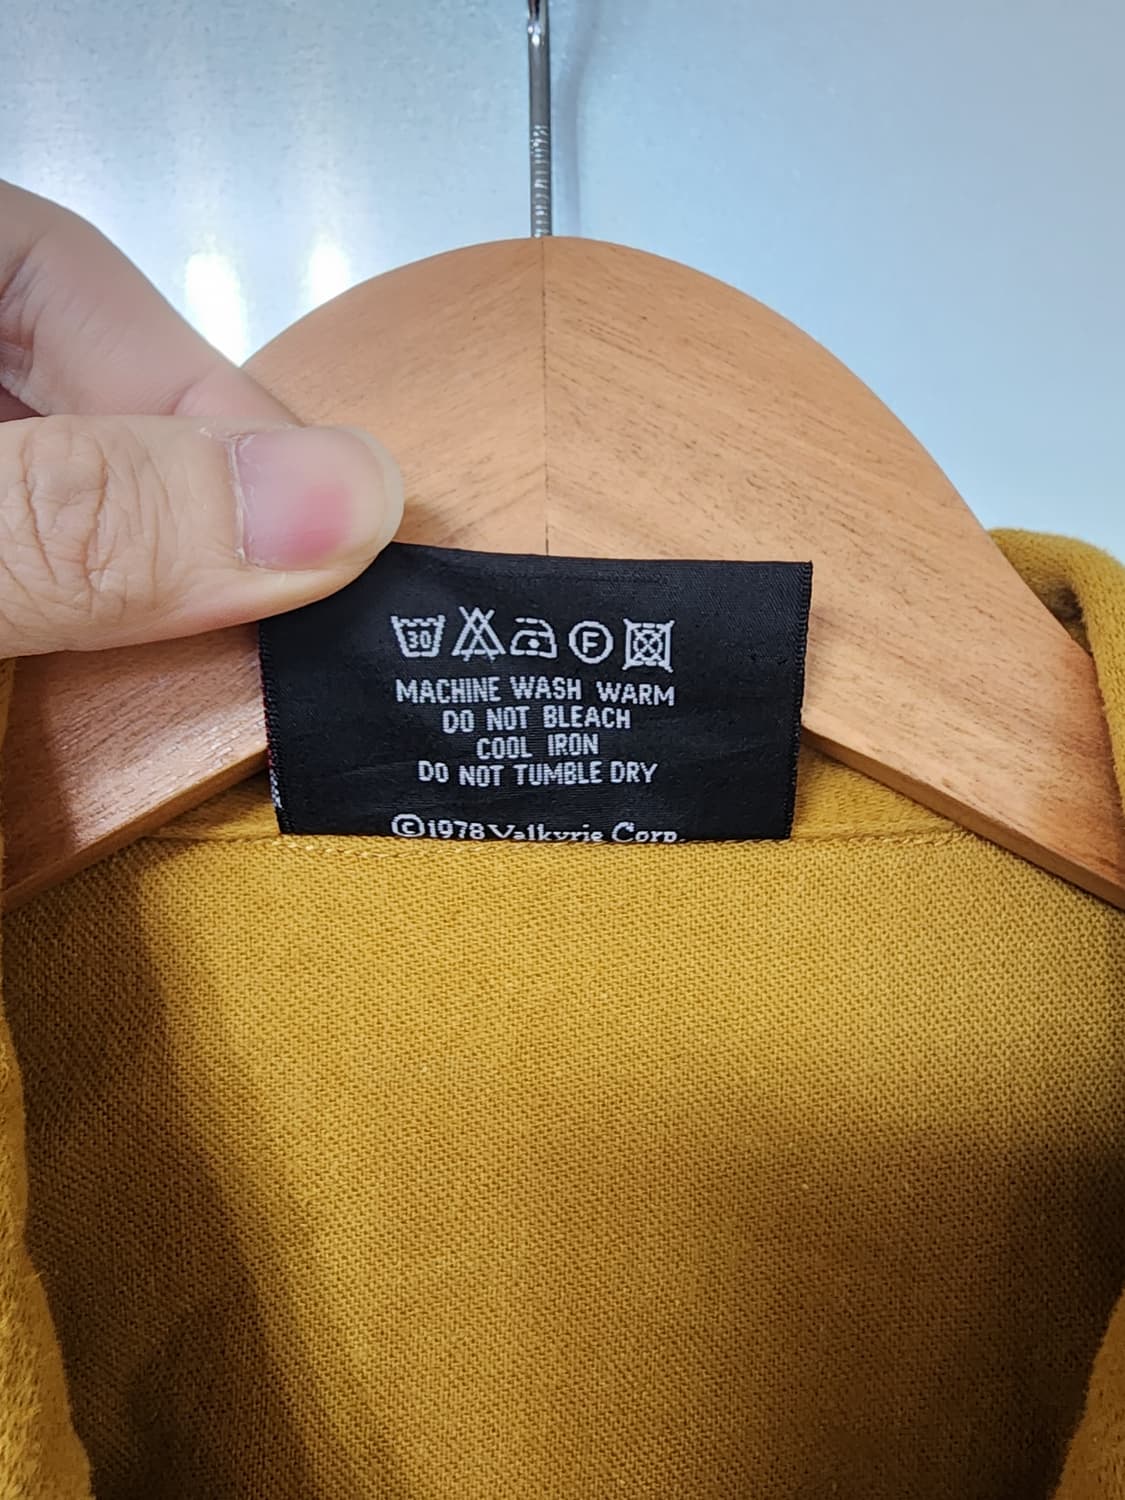 30 F
MACHINE WASH WARM
DO NOT BLEACH
COOL IRON
DO NOT TUMBLE DRY
©1978 Valkyrie Corp.